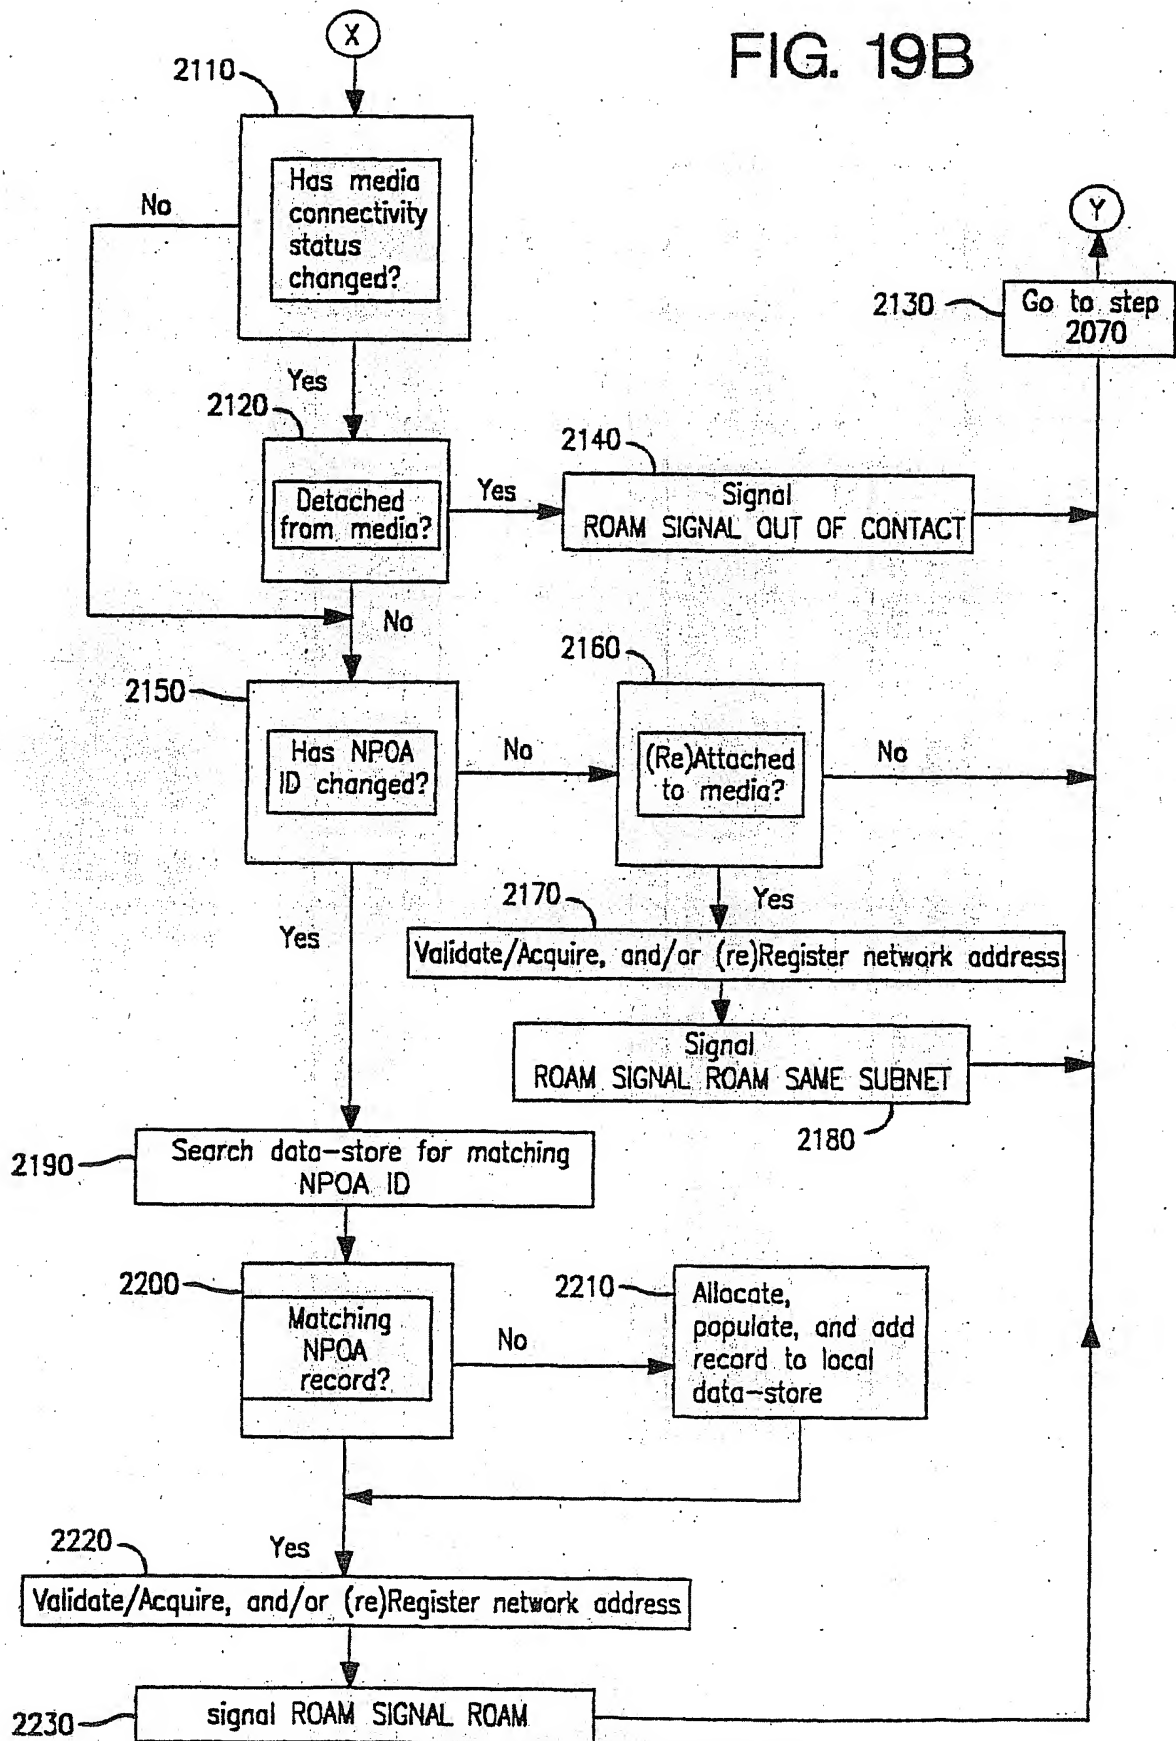 FIG. 19B
X
2110
Has media
connectivity
status
changed?
No
Y
2130
Go to step
2070
Yes
2120
Detached
from media?
Yes
2140
Signal
ROAM SIGNAL OUT OF CONTACT
No
2150
Has NPOA
ID changed?
No
2160
(Re)Attached
to media?
No
Yes
2170
Yes
Validate/Acquire, and/or (re)Register network address
Signal
ROAM SIGNAL ROAM SAME SUBNET
2180
2190
Search data-store for matching
NPOA ID
2200
Matching
NPOA
record?
No
2210
Allocate,
populate, and add
record to local
data-store
Yes
2220
Validate/Acquire, and/or (re)Register network address
2230
signal ROAM SIGNAL ROAM